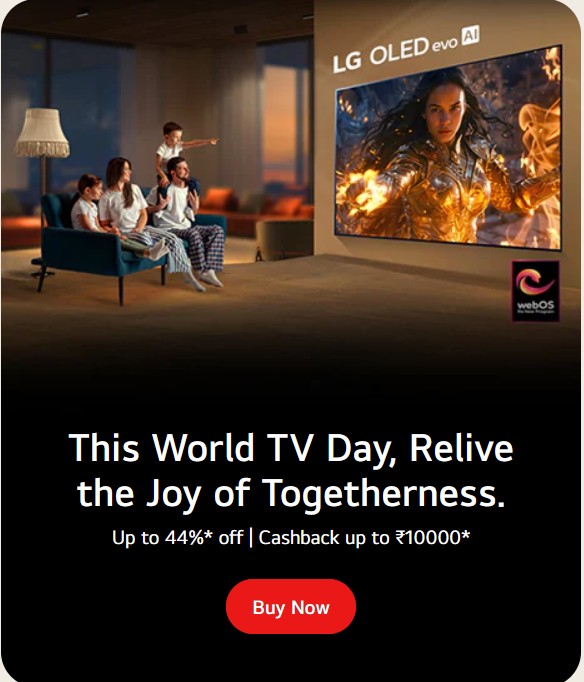 LG OLED evo AI
webOS
Re:New Program
This World TV Day, Relive
the Joy of Togetherness.
Up to 44%* off | Cashback up to ₹10000*
Buy Now